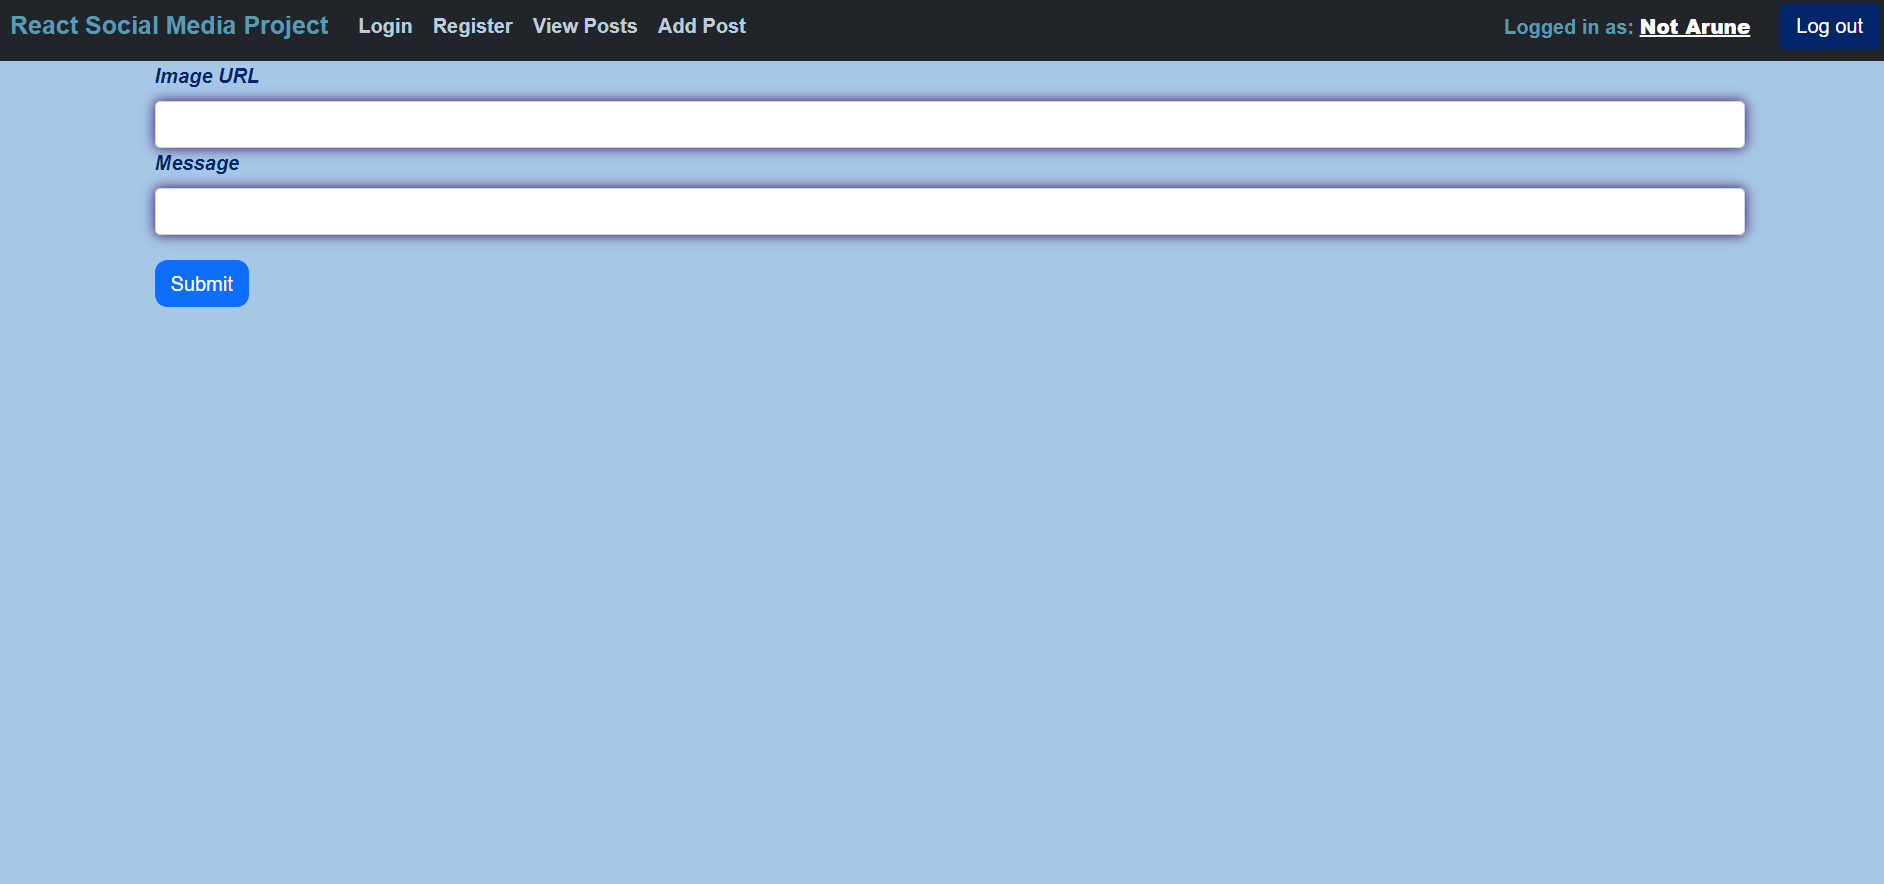 React Social Media Project Login Register View Posts Add Post Logged in as: Not Arune Log out
Image URL
Message
Submit